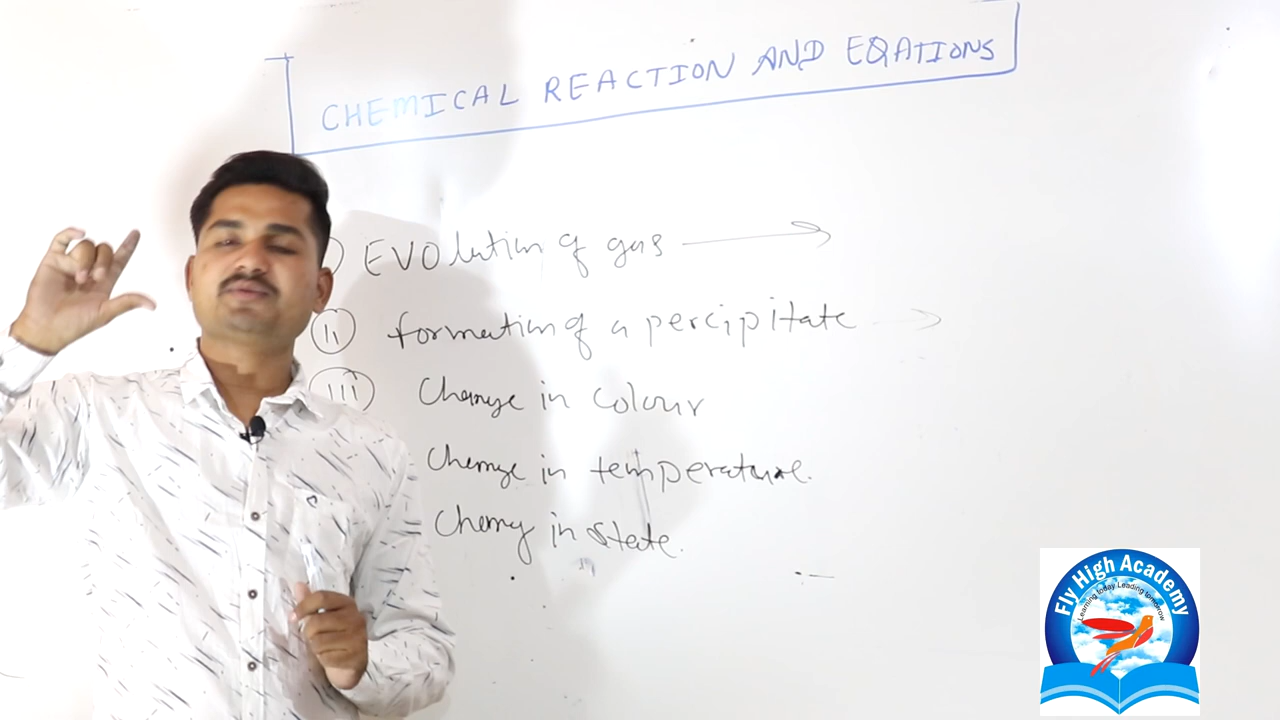 CHEMICAL REACTION AND EQATIONS
) Evolution of gas
(ii) formation of a percipitate
(iii) Change in colour
Change in temperature.
Chang in state.
Fly High Academy
Learning today Leading tomorrow